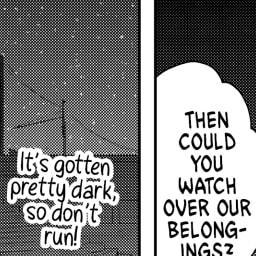 THEN
COULD
YOU
WATCH
OVER OUR
BELONG-
INGS?
It's gotten
pretty dark,
so don't
run!